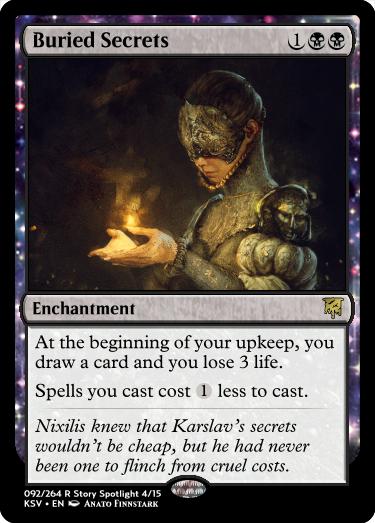 Buried Secrets 1
Enchantment
At the beginning of your upkeep, you
draw a card and you lose 3 life.
Spells you cast cost 1 less to cast.
Nixilis knew that Karslav's secrets
wouldn't be cheap, but he had never
been one to flinch from cruel costs.
092/264 R Story Spotlight 4/15
KSV • EN Anato Finnstark